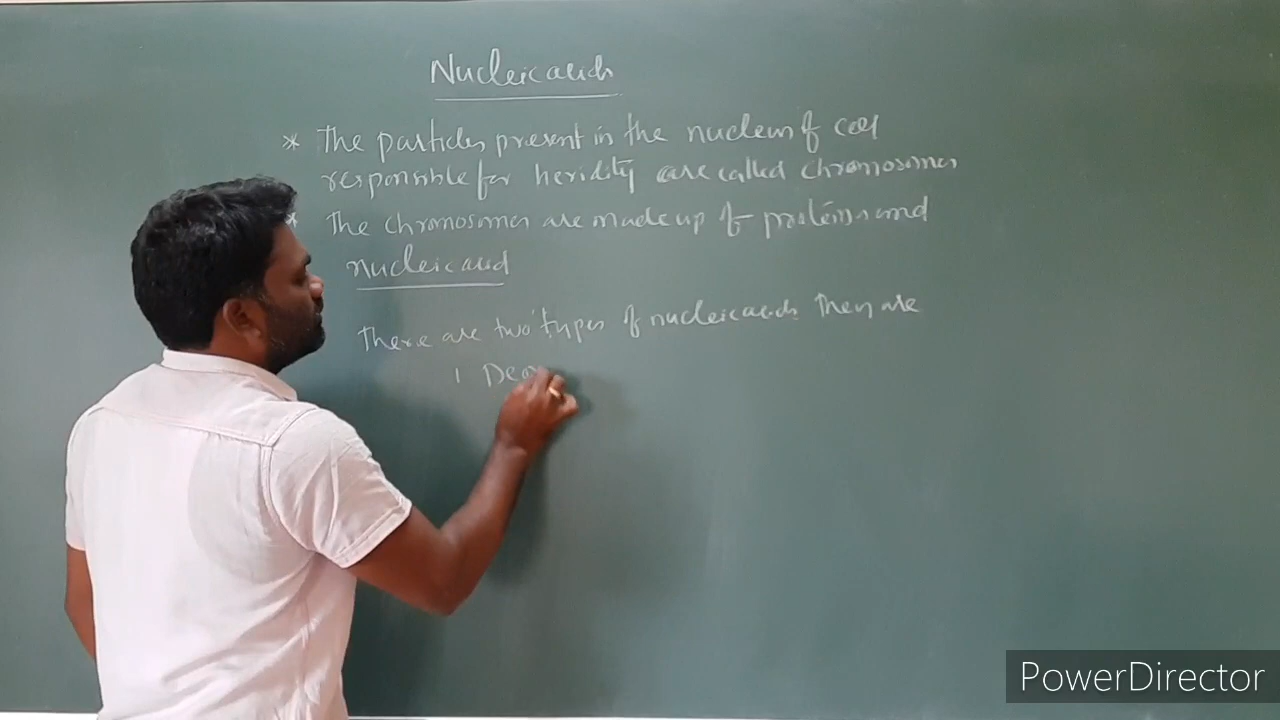 Nucleic acids
* The particles present in the nucleus of cell
responsible for heridity are called chromosomes
* The chromosomes are made up of proteins and
nucleic acid
There are two types of nucleic acids They are
1 Deo
PowerDirector